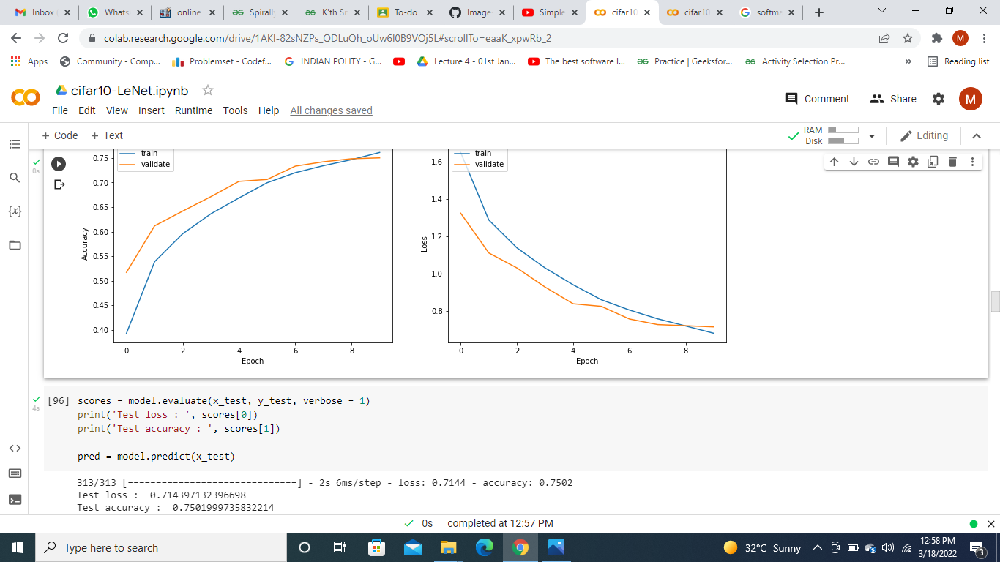 Inbox
Whats
online
Spirally
K'th Sm
To-do
Image
Simple
cifar10
cifar10
softma
colab.research.google.com/drive/1AKI-82sNZPs_QDLuQh_oUw6I0B9VOj5L#scrollTo=eaaK_xpwRb_2
M
Apps
Community - Comp...
Problemset - Codef...
INDIAN POLITY - G...
Lecture 4 - 01st Jan...
The best software l...
Practice | Geeksfor...
Activity Selection Pr...
»
Reading list
cifar10-LeNet.ipynb
Comment
Share
M
File Edit View Insert Runtime Tools Help All changes saved
+ Code + Text
RAM
Disk
Editing
0s
train
validate
0.75
0.70
0.65
0.60
0.55
0.50
0.45
0.40
Accuracy
0 2 4 6 8
Epoch
train
validate
1.6
1.4
1.2
1.0
0.8
Loss
0 2 4 6 8
Epoch
{x}
4s
[96] scores = model.evaluate(x_test, y_test, verbose = 1)
print('Test loss : ', scores[0])
print('Test accuracy : ', scores[1])
pred = model.predict(x_test)
313/313 [==============================] - 2s 6ms/step - loss: 0.7144 - accuracy: 0.7502
Test loss :  0.714397132396698
Test accuracy :  0.7501999735832214
0s completed at 12:57 PM
Type here to search
32°C Sunny
12:58 PM
3/18/2022
3